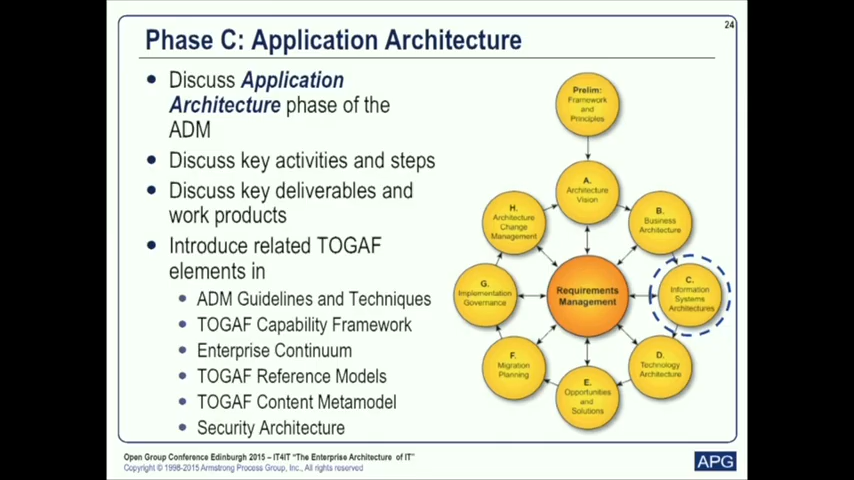 24
Phase C: Application Architecture
• Discuss Application
Architecture phase of the
ADM
• Discuss key activities and steps
• Discuss key deliverables and
work products
• Introduce related TOGAF
elements in
• ADM Guidelines and Techniques
• TOGAF Capability Framework
• Enterprise Continuum
• TOGAF Reference Models
• TOGAF Content Metamodel
• Security Architecture
Prelim:
Framework
and
Principles
A.
Architecture
Vision
B.
Business
Architecture
C.
Information
Systems
Architectures
D.
Technology
Architecture
E.
Opportunities
and
Solutions
F.
Migration
Planning
G.
Implementation
Governance
H.
Architecture
Change
Management
Requirements
Management
Open Group Conference Edinburgh 2015 – IT4IT "The Enterprise Architecture of IT"
Copyright © 1998-2015 Armstrong Process Group, Inc., All rights reserved
APG